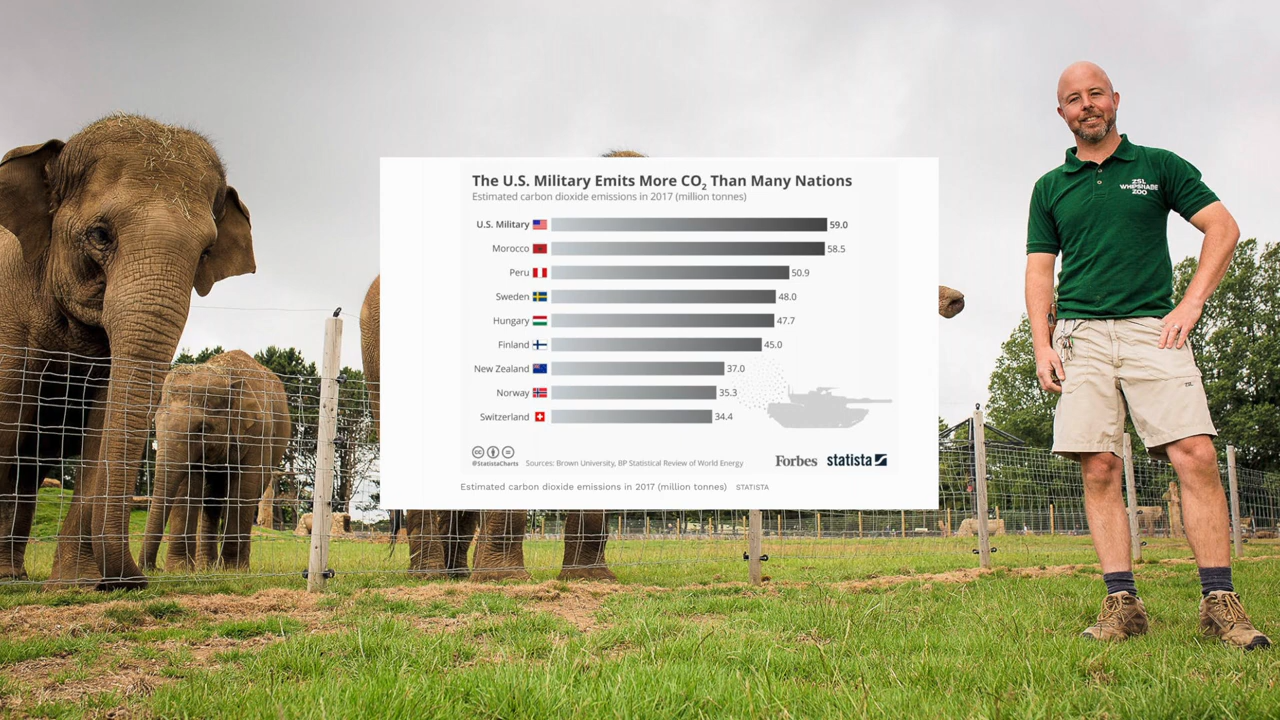 The U.S. Military Emits More CO₂ Than Many Nations
Estimated carbon dioxide emissions in 2017 (million tonnes)
U.S. Military 59.0
Morocco 58.5
Peru 50.9
Sweden 48.0
Hungary 47.7
Finland 45.0
New Zealand 37.0
Norway 35.3
Switzerland 34.4
@StatistaCharts Sources: Brown University, BP Statistical Review of World Energy
Forbes statista
Estimated carbon dioxide emissions in 2017 (million tonnes) STATISTA
ZSL
WHIPSNADE
ZOO
ZSL